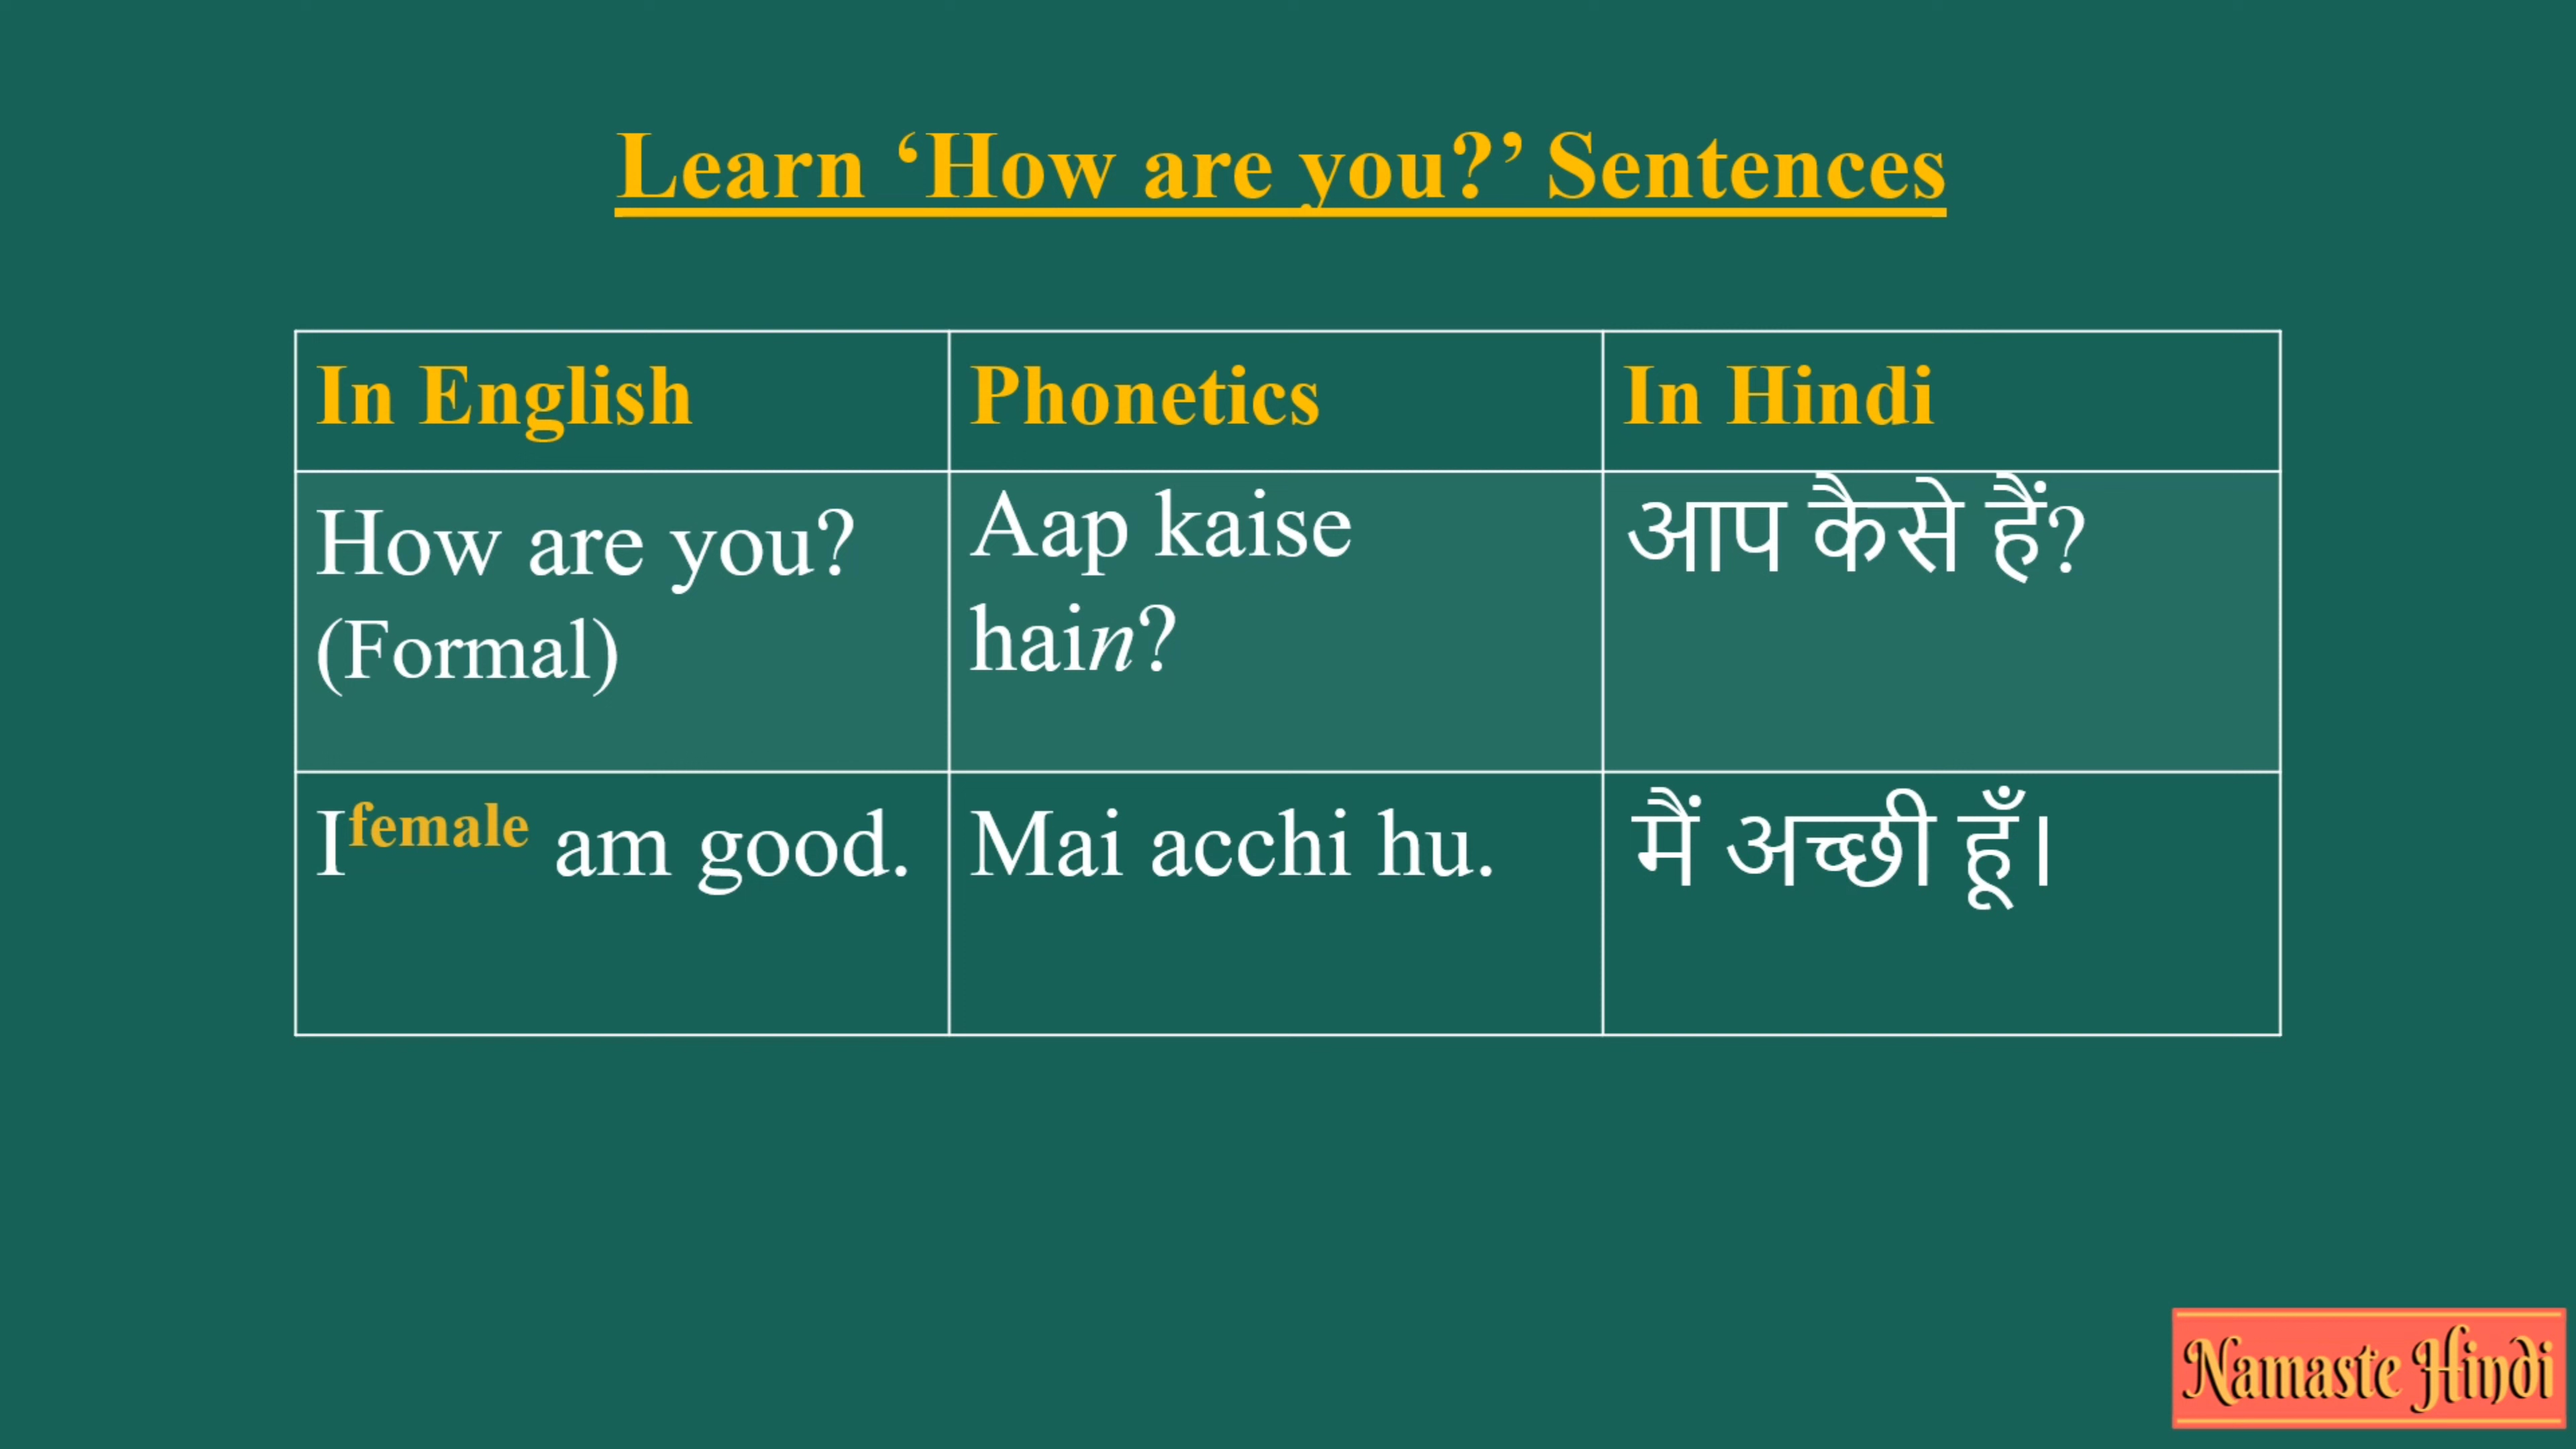 Learn ‘How are you?’ Sentences
In English
Phonetics
In Hindi
How are you?
(Formal)
Aap kaise
hain?
आप कैसे हैं?
Ifemale am good.
Mai acchi hu.
मैं अच्छी हूँ।
Namaste Hindi